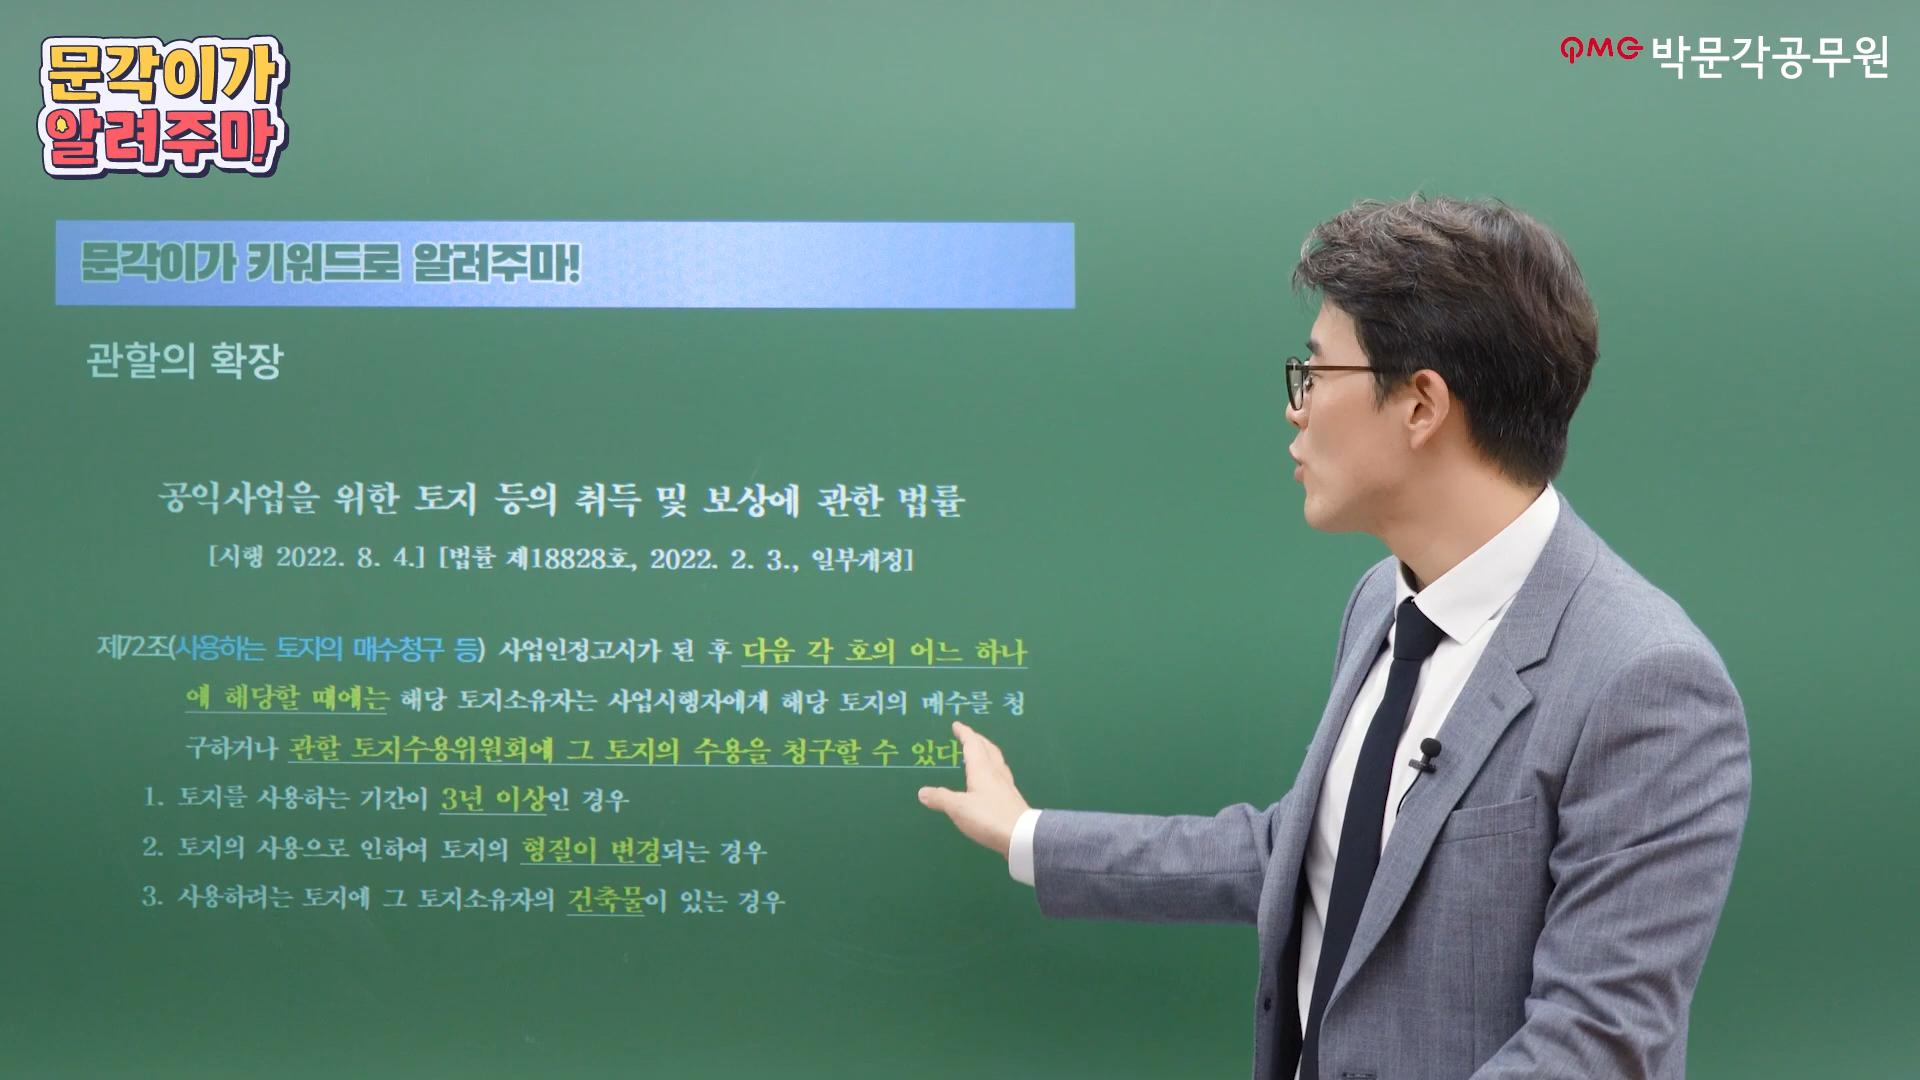 문각이가
알려주마
PMG 박문각공무원
문각이가 키워드로 알려주마!
관할의 확장
공익사업을 위한 토지 등의 취득 및 보상에 관한 법률
[시행 2022. 8. 4.] [법률 제18828호, 2022. 2. 3., 일부개정]
제72조(사용하는 토지의 매수청구 등) 사업인정고시가 된 후 다음 각 호의 어느 하나
에 해당할 때에는 해당 토지소유자는 사업시행자에게 해당 토지의 매수를 청
구하거나 관할 토지수용위원회에 그 토지의 수용을 청구할 수 있다.
1. 토지를 사용하는 기간이 3년 이상인 경우
2. 토지의 사용으로 인하여 토지의 형질이 변경되는 경우
3. 사용하려는 토지에 그 토지소유자의 건축물이 있는 경우